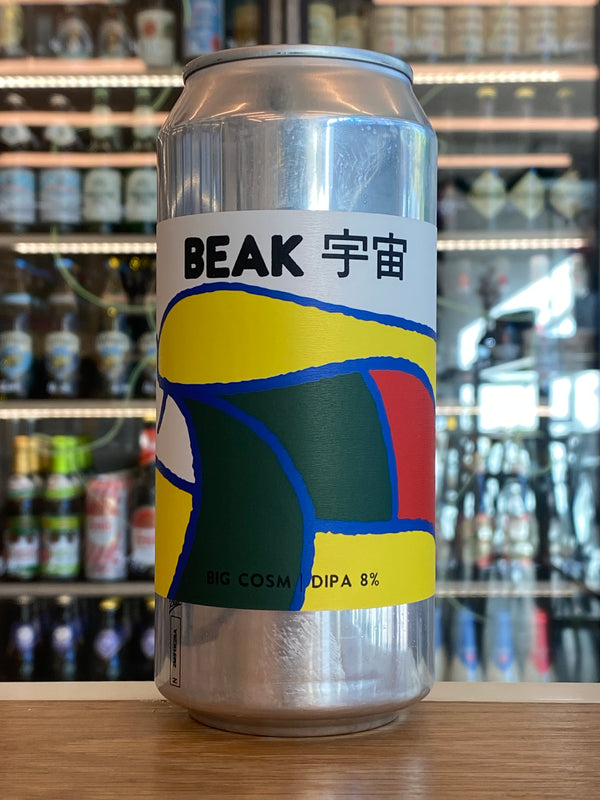 BEAK 宇宙
BIG COSM | DIPA 8%